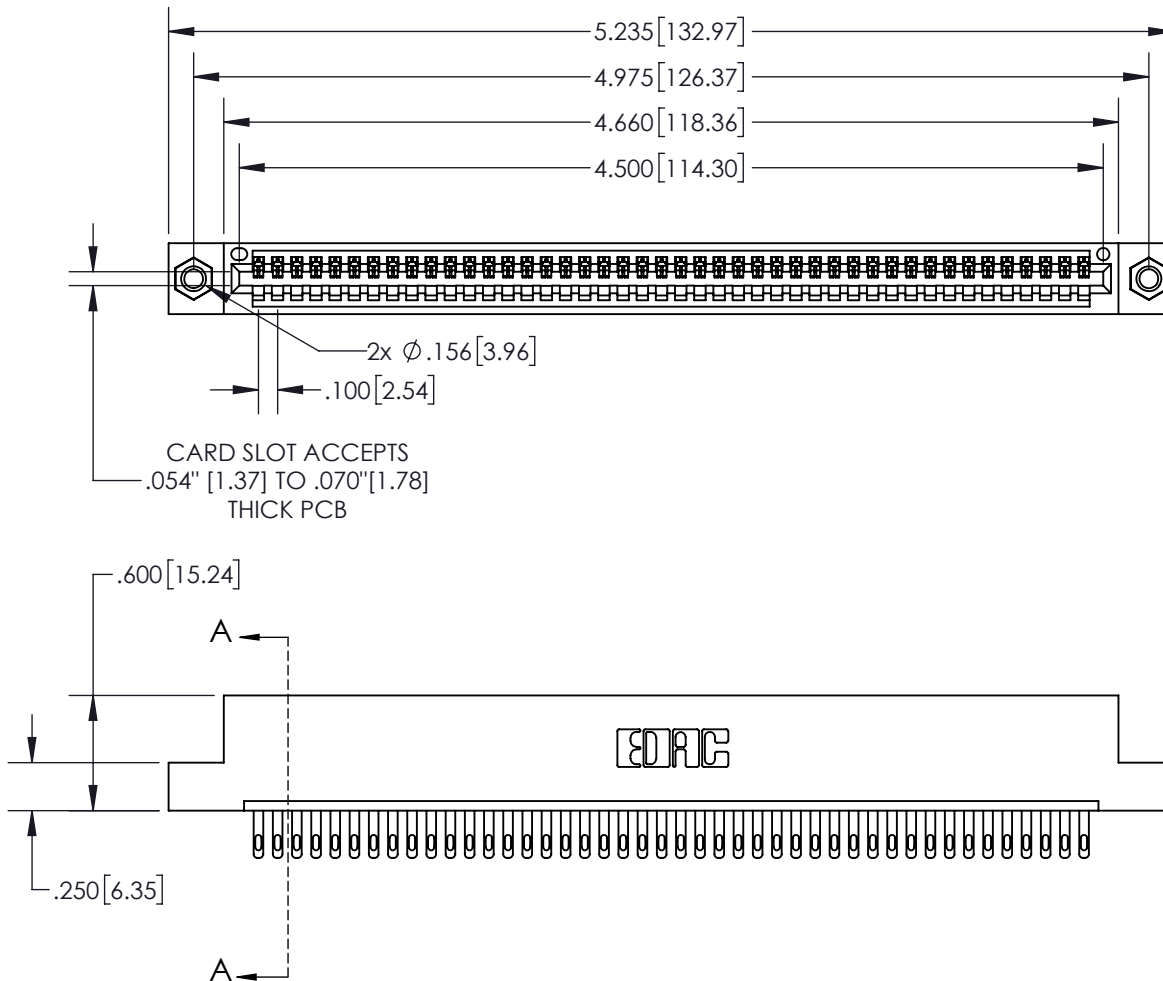 5.235[132.97]
4.975[126.37]
4.660[118.36]
4.500[114.30]
2x ∅.156[3.96]
.100[2.54]
CARD SLOT ACCEPTS
.054" [1.37] TO .070"[1.78]
THICK PCB
.600[15.24]
A
EDAC
.250[6.35]
A